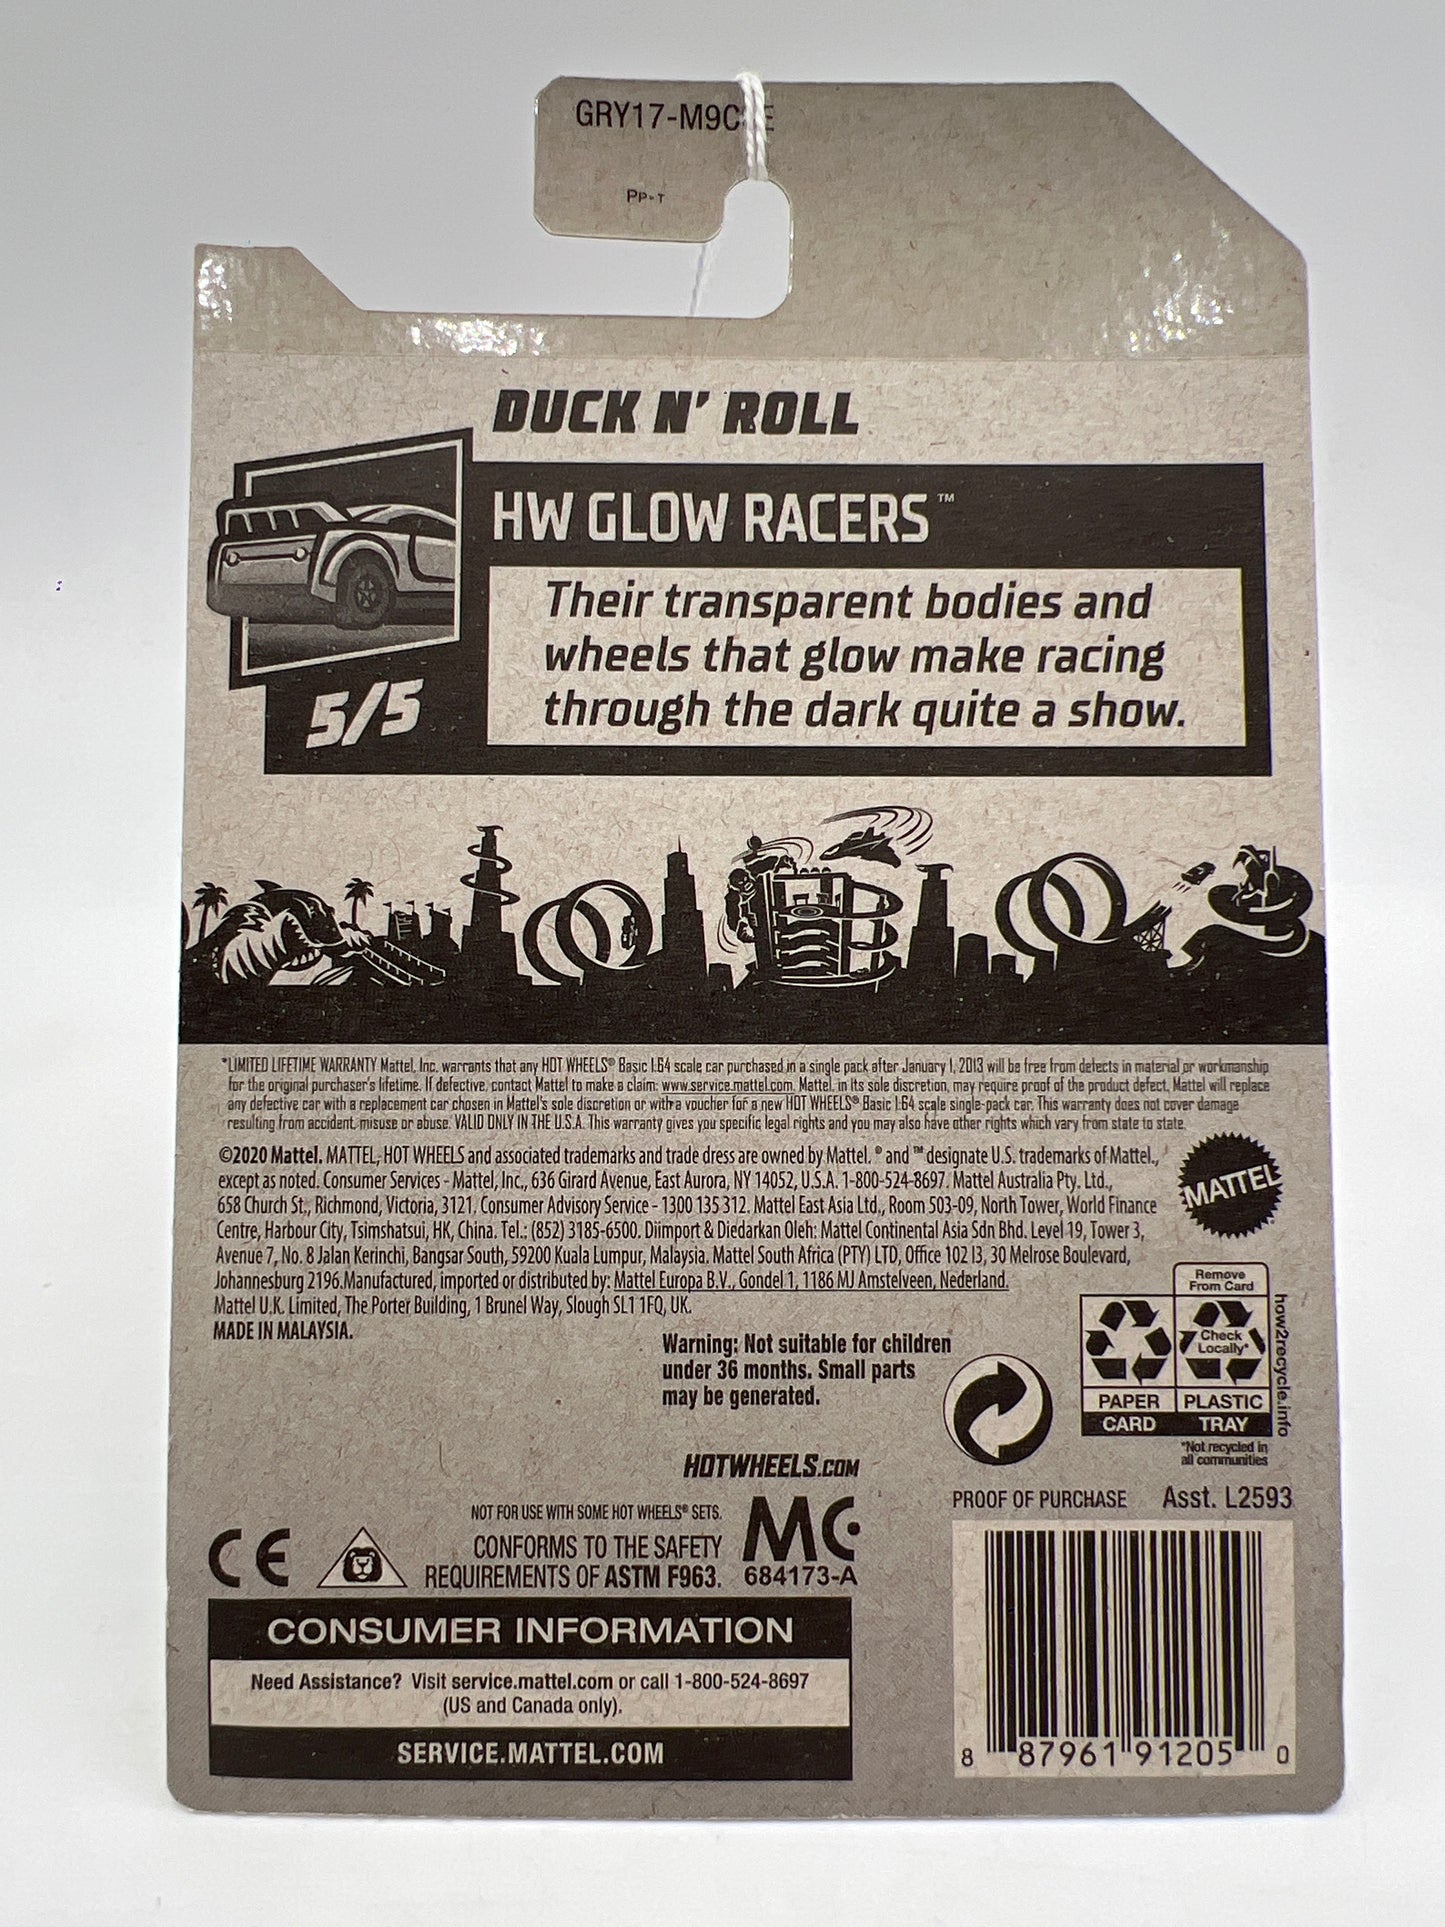 GRY17-M9C
PP-T
DUCK N' ROLL
HW GLOW RACERS™
Their transparent bodies and
wheels that glow make racing
through the dark quite a show.
5/5
*LIMITED LIFETIME WARRANTY Mattel, Inc. warrants that any HOT WHEELS® Basic 1:64 scale car purchased in a single pack after January 1, 2013 will be free from defects in material or workmanship
for the original purchaser's lifetime. If defective, contact Mattel to make a claim: www.service.mattel.com. Mattel, in its sole discretion, may require proof of the product defect. Mattel will replace
any defective car with a replacement car chosen in Mattel's sole discretion or with a voucher for a new HOT WHEELS® Basic 1:64 scale single-pack car. This warranty does not cover damage
resulting from accident, misuse or abuse. VALID ONLY IN THE U.S.A. This warranty gives you specific legal rights and you may also have other rights which vary from state to state.
©2020 Mattel. MATTEL, HOT WHEELS and associated trademarks and trade dress are owned by Mattel. ® and ™ designate U.S. trademarks of Mattel.,
except as noted. Consumer Services - Mattel, Inc., 636 Girard Avenue, East Aurora, NY 14052, U.S.A. 1-800-524-8697. Mattel Australia Pty. Ltd.,
658 Church St., Richmond, Victoria, 3121. Consumer Advisory Service - 1300 135 312. Mattel East Asia Ltd., Room 503-09, North Tower, World Finance
Centre, Harbour City, Tsimshatsui, HK, China. Tel.: (852) 3185-6500. Diimport & Diedarkan Oleh: Mattel Continental Asia Sdn Bhd. Level 19, Tower 3,
Avenue 7, No. 8 Jalan Kerinchi, Bangsar South, 59200 Kuala Lumpur, Malaysia. Mattel South Africa (PTY) LTD, Office 102 I3, 30 Melrose Boulevard,
Johannesburg 2196.Manufactured, imported or distributed by: Mattel Europa B.V., Gondel 1, 1186 MJ Amstelveen, Nederland.
Mattel U.K. Limited, The Porter Building, 1 Brunel Way, Slough SL1 1FQ, UK.
MADE IN MALAYSIA.
MATTEL
Warning: Not suitable for children
under 36 months. Small parts
may be generated.
Remove
From Card
Check
Locally*
PAPER PLASTIC
CARD TRAY
how2recycle.info
*Not recycled in
all communities
HOTWHEELS.COM
PROOF OF PURCHASE Asst. L2593
NOT FOR USE WITH SOME HOT WHEELS® SETS.
CE
CONFORMS TO THE SAFETY
REQUIREMENTS OF ASTM F963.
MC
684173-A
CONSUMER INFORMATION
Need Assistance? Visit service.mattel.com or call 1-800-524-8697
(US and Canada only).
SERVICE.MATTEL.COM
8 87961 91205 0